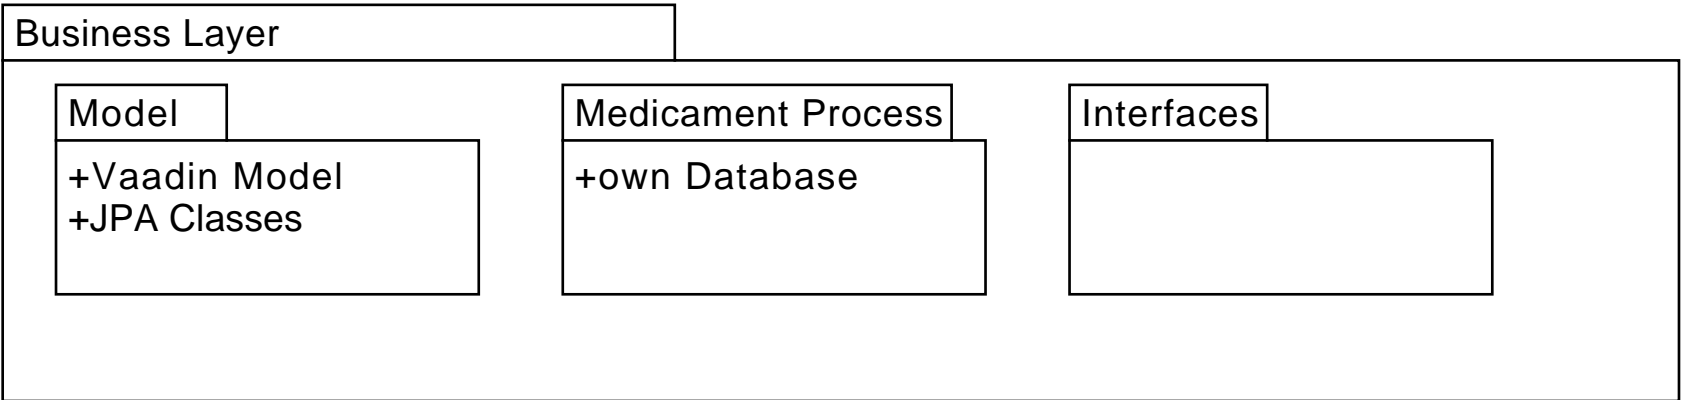 Business Layer
Model
+Vaadin Model
+JPA Classes
Medicament Process
+own Database
Interfaces